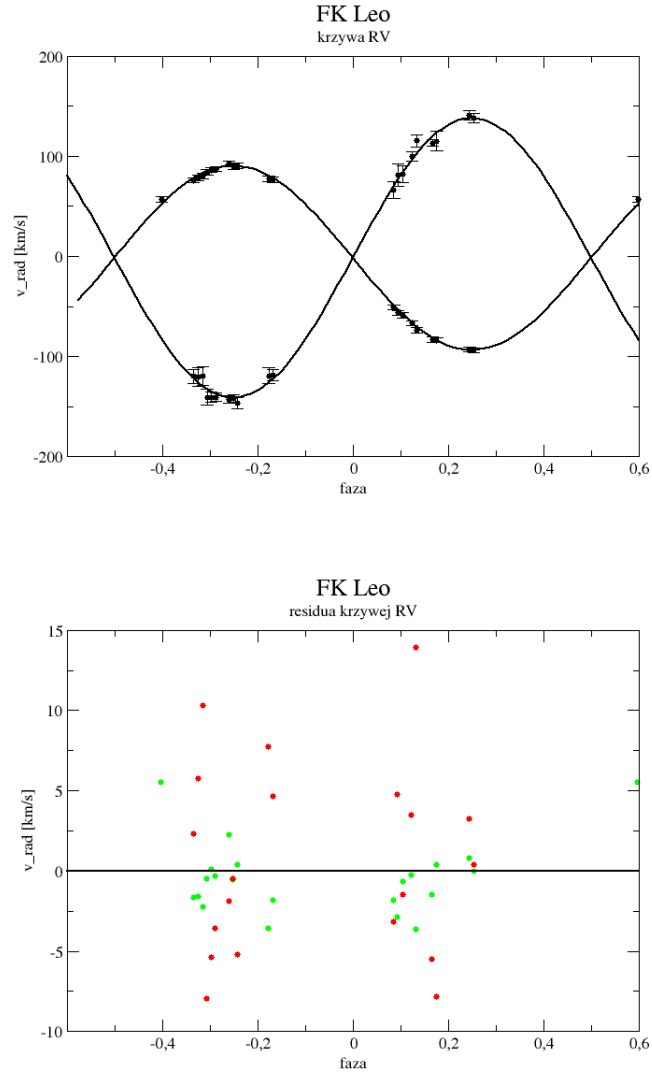 FK Leo
krzywa RV
200
100
0
-100
-200
v_rad [km/s]
-0,4
-0,2
0
0,2
0,4
0,6
faza
FK Leo
residua krzywej RV
15
10
5
0
-5
-10
v_rad [km/s]
-0,4
-0,2
0
0,2
0,4
0,6
faza